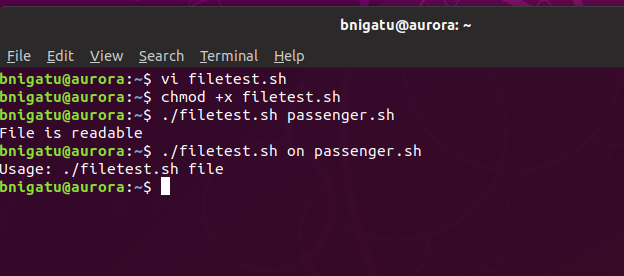 bnigatu@aurora: ~
File Edit View Search Terminal Help
bnigatu@aurora:~$ vi filetest.sh
bnigatu@aurora:~$ chmod +x filetest.sh
bnigatu@aurora:~$ ./filetest.sh passenger.sh
File is readable
bnigatu@aurora:~$ ./filetest.sh on passenger.sh
Usage: ./filetest.sh file
bnigatu@aurora:~$